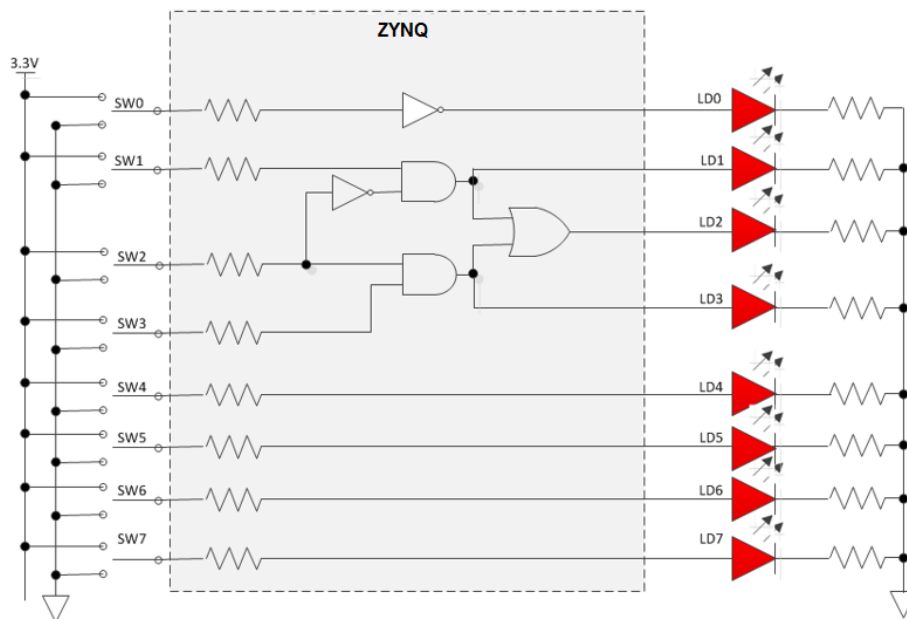 ZYNQ
3.3V
SW0
LD0
SW1
LD1
SW2
LD2
SW3
LD3
SW4
LD4
SW5
LD5
SW6
LD6
SW7
LD7